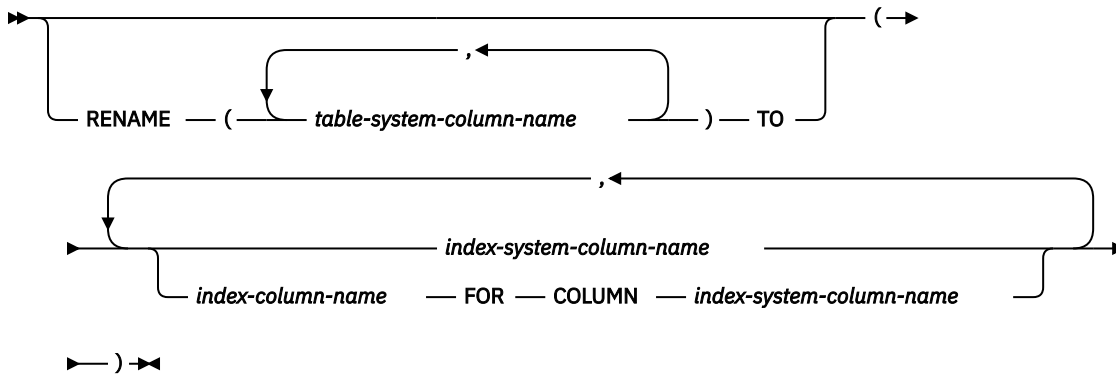 (
,
RENAME ( table-system-column-name ) TO
,
index-system-column-name
index-column-name FOR COLUMN index-system-column-name
)